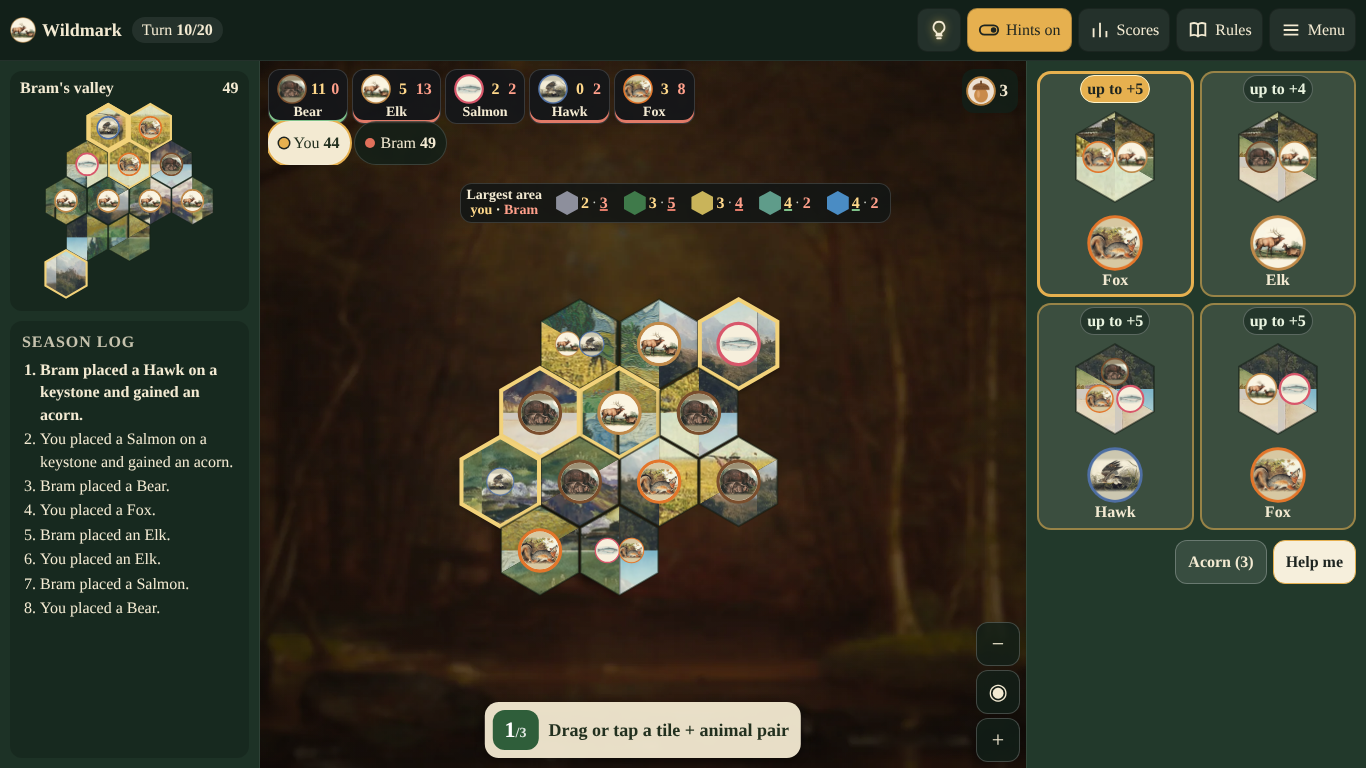 Wildmark
Turn 10/20
Hints on
Scores
Rules
Menu
Bram's valley
49
SEASON LOG
1. Bram placed a Hawk on a
keystone and gained an
acorn.
2. You placed a Salmon on a
keystone and gained an acorn.
3. Bram placed a Bear.
4. You placed a Fox.
5. Bram placed an Elk.
6. You placed an Elk.
7. Bram placed a Salmon.
8. You placed a Bear.
11 0
Bear
5 13
Elk
2 2
Salmon
0 2
Hawk
3 8
Fox
3
You 44
Bram 49
Largest area
you · Bram
2 · 3
3 · 5
3 · 4
4 · 2
4 · 2
−
+
1/3
Drag or tap a tile + animal pair
up to +5
Fox
up to +4
Elk
up to +5
Hawk
up to +5
Fox
Acorn (3)
Help me